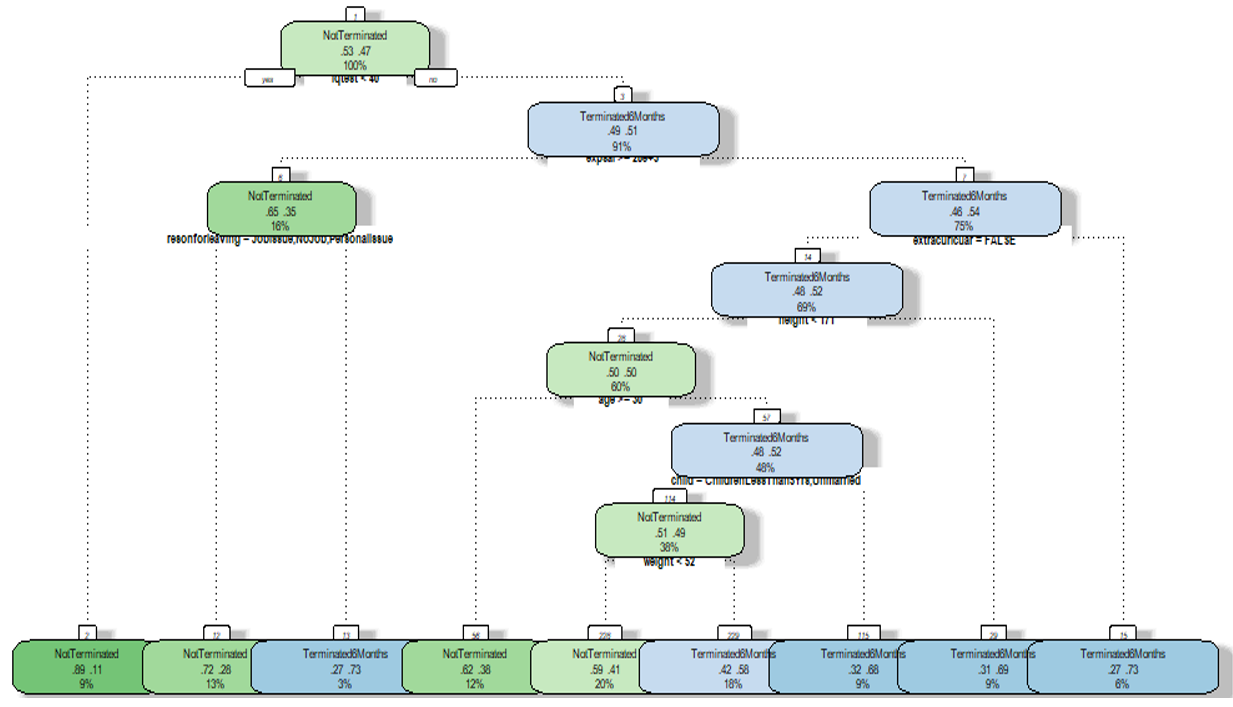 1
NotTerminated
.53 .47
100%
yes
iqtest < 40
no
3
Terminated6Months
.49 .51
91%
6
NotTerminated
.65 .35
16%
7
Terminated6Months
.46 .54
75%
resonforleaving = JobIssue,NoJob,PersonalIssue
extracuricular = FALSE
14
Terminated6Months
.48 .52
69%
height < 171
28
NotTerminated
.50 .50
60%
age >= 30
57
Terminated6Months
.48 .52
48%
child = ChildrenLessThan5Yrs,Unmarried
114
NotTerminated
.51 .49
38%
weight < 52
2
12
13
56
228
229
115
29
15
NotTerminated
.89 .11
9%
NotTerminated
.72 .28
13%
Terminated6Months
.27 .73
3%
NotTerminated
.62 .38
12%
NotTerminated
.59 .41
20%
Terminated6Months
.42 .58
18%
Terminated6Months
.32 .68
9%
Terminated6Months
.31 .69
9%
Terminated6Months
.27 .73
6%